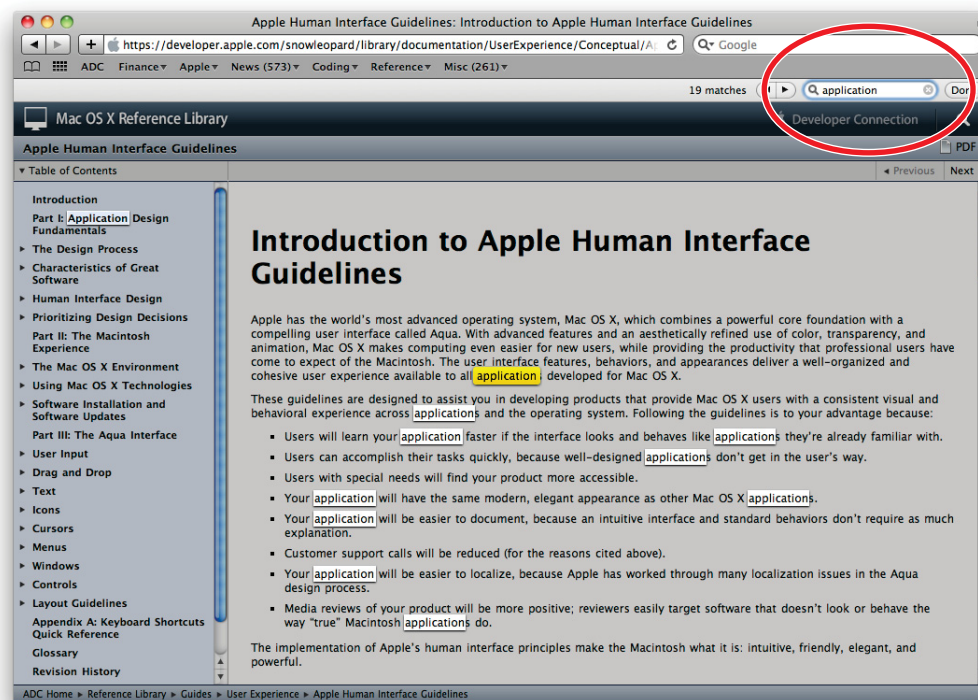 Apple Human Interface Guidelines: Introduction to Apple Human Interface Guidelines
https://developer.apple.com/snowleopard/library/documentation/UserExperience/Conceptual/A
Google
ADC Finance Apple News (573) Coding Reference Misc (261)
19 matches application Don
Mac OS X Reference Library Developer Connection
Apple Human Interface Guidelines PDF
Table of Contents Previous Next
Introduction
Part I: Application Design
Fundamentals
The Design Process
Characteristics of Great
Software
Human Interface Design
Prioritizing Design Decisions
Part II: The Macintosh
Experience
The Mac OS X Environment
Using Mac OS X Technologies
Software Installation and
Software Updates
Part III: The Aqua Interface
User Input
Drag and Drop
Text
Icons
Cursors
Menus
Windows
Controls
Layout Guidelines
Appendix A: Keyboard Shortcuts
Quick Reference
Glossary
Revision History
Introduction to Apple Human Interface
Guidelines
Apple has the world's most advanced operating system, Mac OS X, which combines a powerful core foundation with a
compelling user interface called Aqua. With advanced features and an aesthetically refined use of color, transparency, and
animation, Mac OS X makes computing even easier for new users, while providing the productivity that professional users have
come to expect of the Macintosh. The user interface features, behaviors, and appearances deliver a well-organized and
cohesive user experience available to all applications developed for Mac OS X.
These guidelines are designed to assist you in developing products that provide Mac OS X users with a consistent visual and
behavioral experience across applications and the operating system. Following the guidelines is to your advantage because:
▪ Users will learn your application faster if the interface looks and behaves like applications they're already familiar with.
▪ Users can accomplish their tasks quickly, because well-designed applications don't get in the user's way.
▪ Users with special needs will find your product more accessible.
▪ Your application will have the same modern, elegant appearance as other Mac OS X applications.
▪ Your application will be easier to document, because an intuitive interface and standard behaviors don't require as much
explanation.
▪ Customer support calls will be reduced (for the reasons cited above).
▪ Your application will be easier to localize, because Apple has worked through many localization issues in the Aqua
design process.
▪ Media reviews of your product will be more positive; reviewers easily target software that doesn't look or behave the
way "true" Macintosh applications do.
The implementation of Apple's human interface principles make the Macintosh what it is: intuitive, friendly, elegant, and
powerful.
ADC Home ▸ Reference Library ▸ Guides ▸ User Experience ▸ Apple Human Interface Guidelines